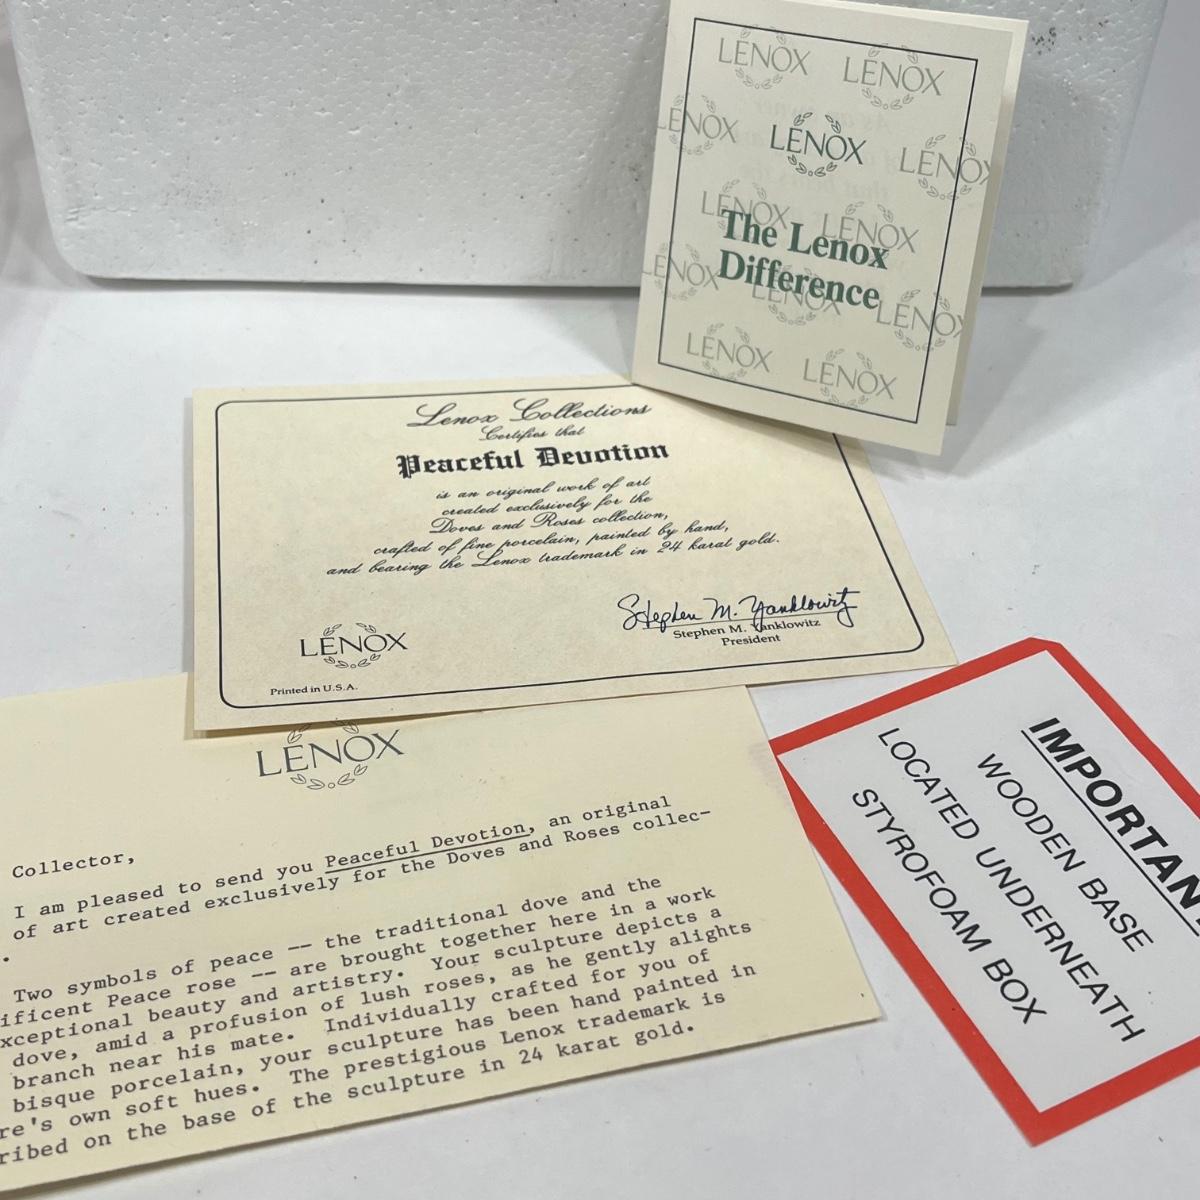 LENOX LENOX
LENOX LENOX LENOX
LENOX LENOX
The Lenox
Difference
LENOX LENOX LENOX
LENOX LENOX
Lenox Collections
Certifies that
Peaceful Devotion
is an original work of art
created exclusively for the
Doves and Roses collection,
crafted of fine porcelain, painted by hand,
and bearing the Lenox trademark in 24 karat gold.
Stephen M. Yanklowitz
Stephen M. Yanklowitz
President
LENOX
Printed in U.S.A.
LENOX
Collector,
I am pleased to send you Peaceful Devotion, an original
of art created exclusively for the Doves and Roses collec-
.
Two symbols of peace -- the traditional dove and the
ificent Peace rose -- are brought together here in a work
xceptional beauty and artistry. Your sculpture depicts a
dove, amid a profusion of lush roses, as he gently alights
branch near his mate. Individually crafted for you of
bisque porcelain, your sculpture has been hand painted in
re's own soft hues. The prestigious Lenox trademark is
ribed on the base of the sculpture in 24 karat gold.
IMPORTANT
WOODEN BASE
LOCATED UNDERNEATH
STYROFOAM BOX